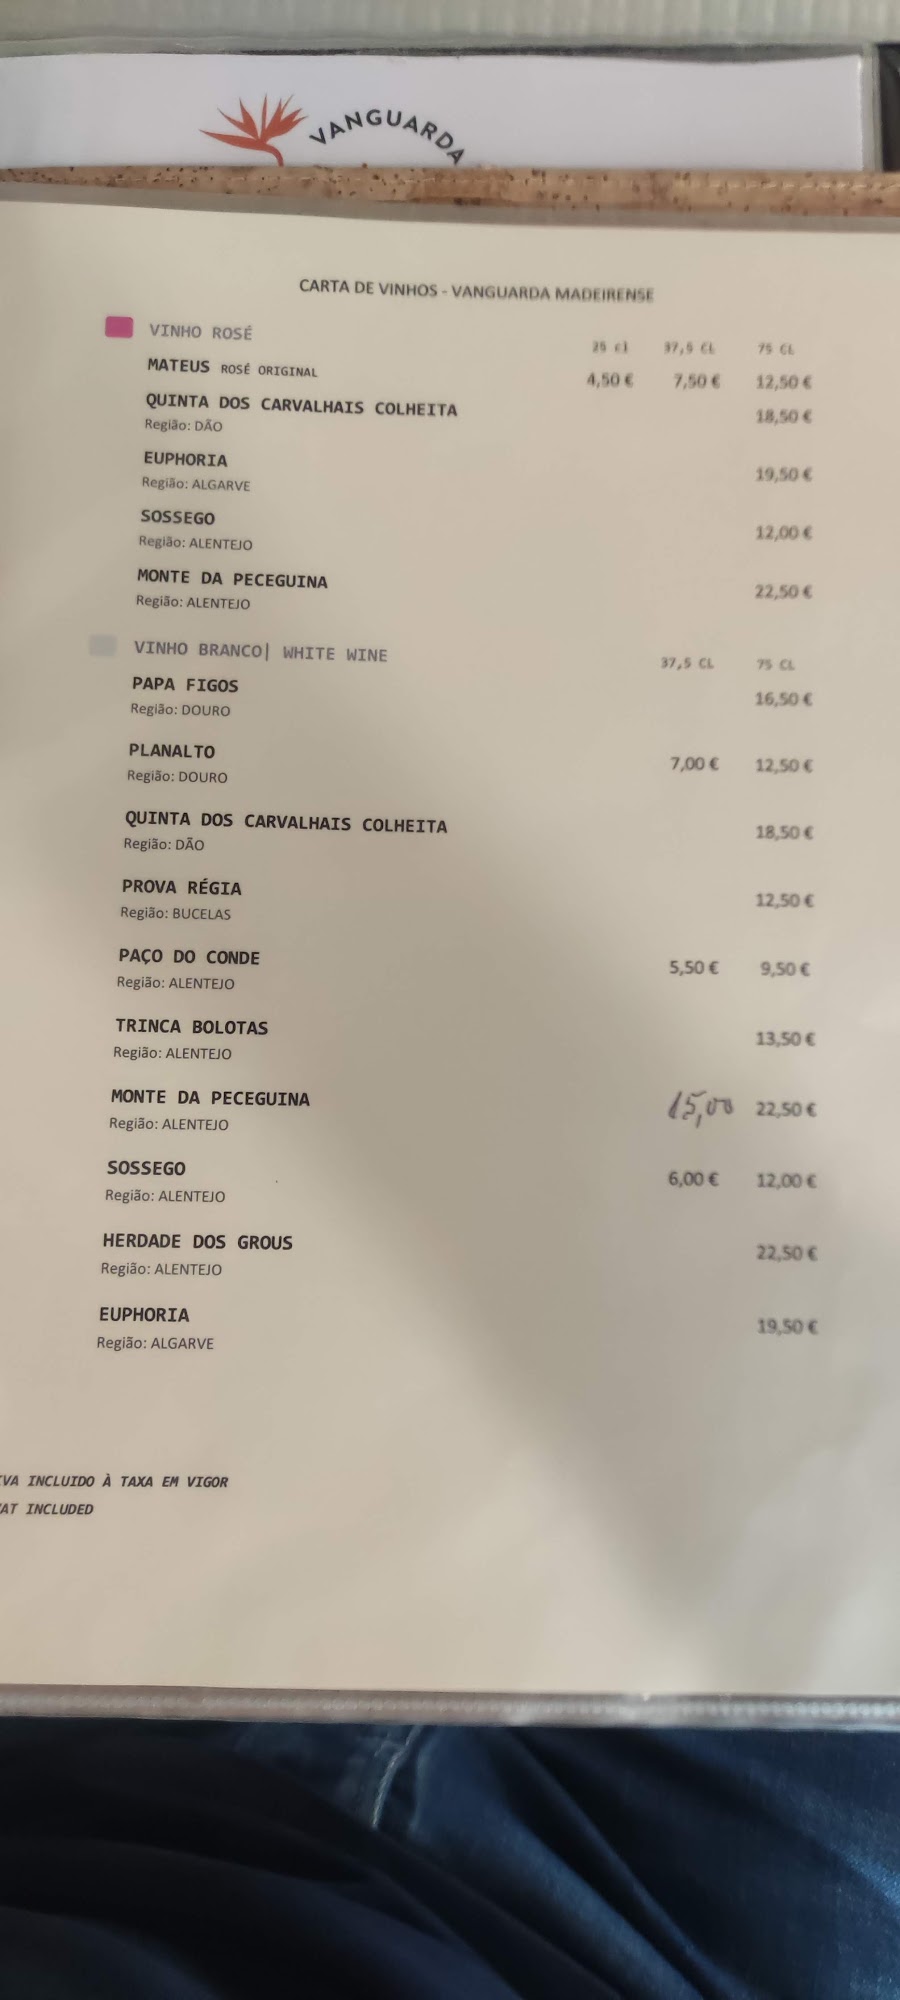 VANGUARDA
CARTA DE VINHOS - VANGUARDA MADEIRENSE
VINHO ROSÉ 25 cl 37,5 CL 75 CL
MATEUS ROSÉ ORIGINAL 4,50 € 7,50 € 12,50 €
QUINTA DOS CARVALHAIS COLHEITA 18,50 €
Região: DÃO
EUPHORIA 19,50 €
Região: ALGARVE
SOSSEGO 12,00 €
Região: ALENTEJO
MONTE DA PECEGUINA 22,50 €
Região: ALENTEJO
VINHO BRANCO| WHITE WINE 37,5 CL 75 CL
PAPA FIGOS 16,50 €
Região: DOURO
PLANALTO 7,00 € 12,50 €
Região: DOURO
QUINTA DOS CARVALHAIS COLHEITA 18,50 €
Região: DÃO
PROVA RÉGIA 12,50 €
Região: BUCELAS
PAÇO DO CONDE 5,50 € 9,50 €
Região: ALENTEJO
TRINCA BOLOTAS 13,50 €
Região: ALENTEJO
MONTE DA PECEGUINA 15,00 22,50 €
Região: ALENTEJO
SOSSEGO 6,00 € 12,00 €
Região: ALENTEJO
HERDADE DOS GROUS 22,50 €
Região: ALENTEJO
EUPHORIA 19,50 €
Região: ALGARVE
IVA INCLUIDO À TAXA EM VIGOR
VAT INCLUDED